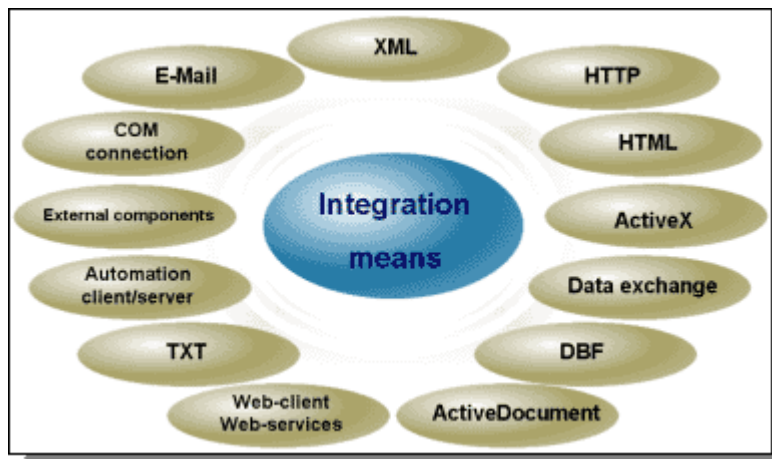 XML
E-Mail
HTTP
COM
connection
HTML
External components
Integration
means
ActiveX
Automation
client/server
Data exchange
TXT
DBF
Web-client
Web-services
ActiveDocument